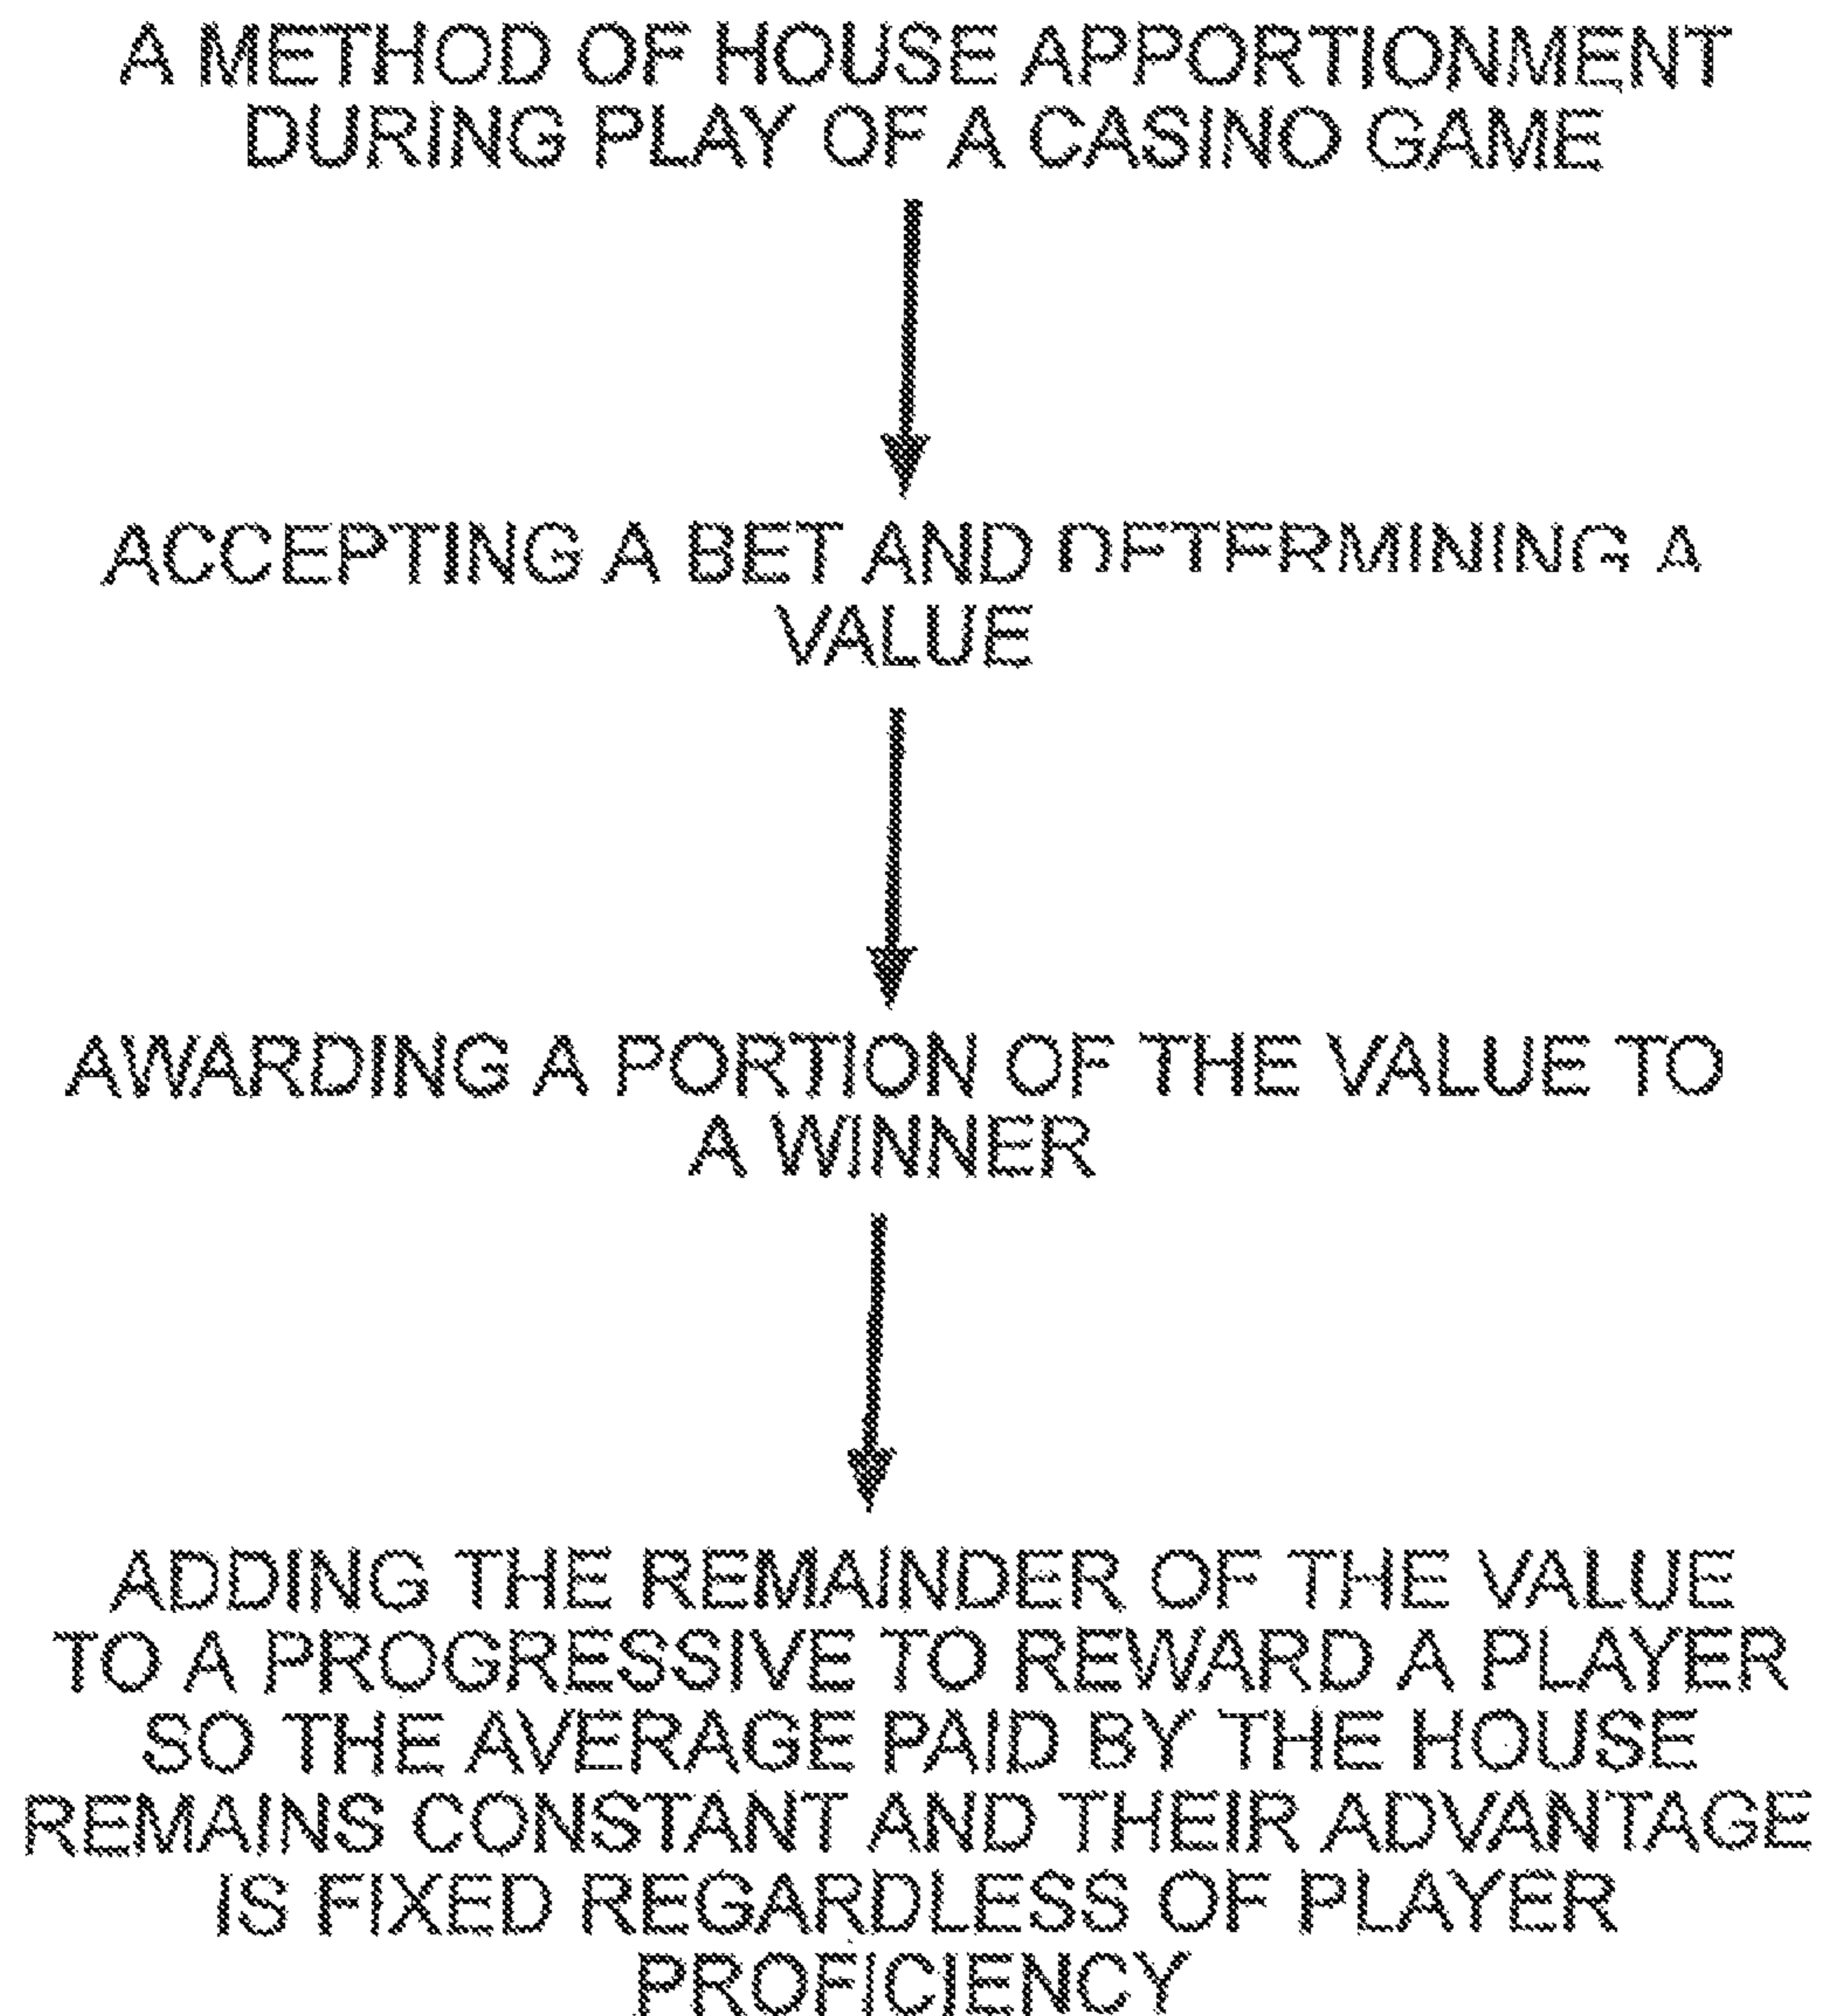 A METHOD OF HOUSE APPORTIONMENT
DURING PLAY OF A CASINO GAME
ACCEPTING A BET AND DETERMINING A
VALUE
AWARDING A PORTION OF THE VALUE TO
A WINNER
ADDING THE REMAINDER OF THE VALUE
TO A PROGRESSIVE TO REWARD A PLAYER
SO THE AVERAGE PAID BY THE HOUSE
REMAINS CONSTANT AND THEIR ADVANTAGE
IS FIXED REGARDLESS OF PLAYER
PROFICIENCY